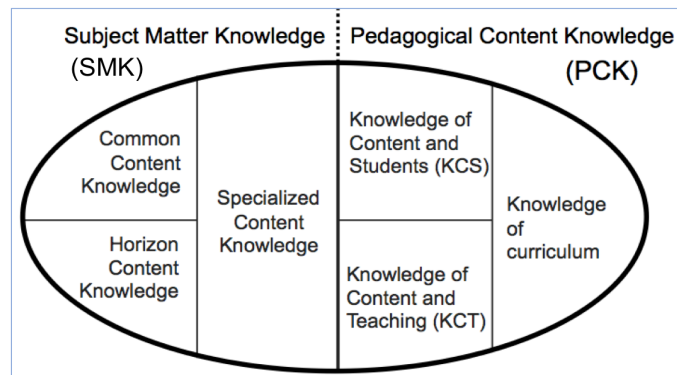 Subject Matter Knowledge
(SMK)
Pedagogical Content Knowledge
(PCK)
Common
Content
Knowledge
Horizon
Content
Knowledge
Specialized
Content
Knowledge
Knowledge of
Content and
Students (KCS)
Knowledge of
Content and
Teaching (KCT)
Knowledge
of
curriculum